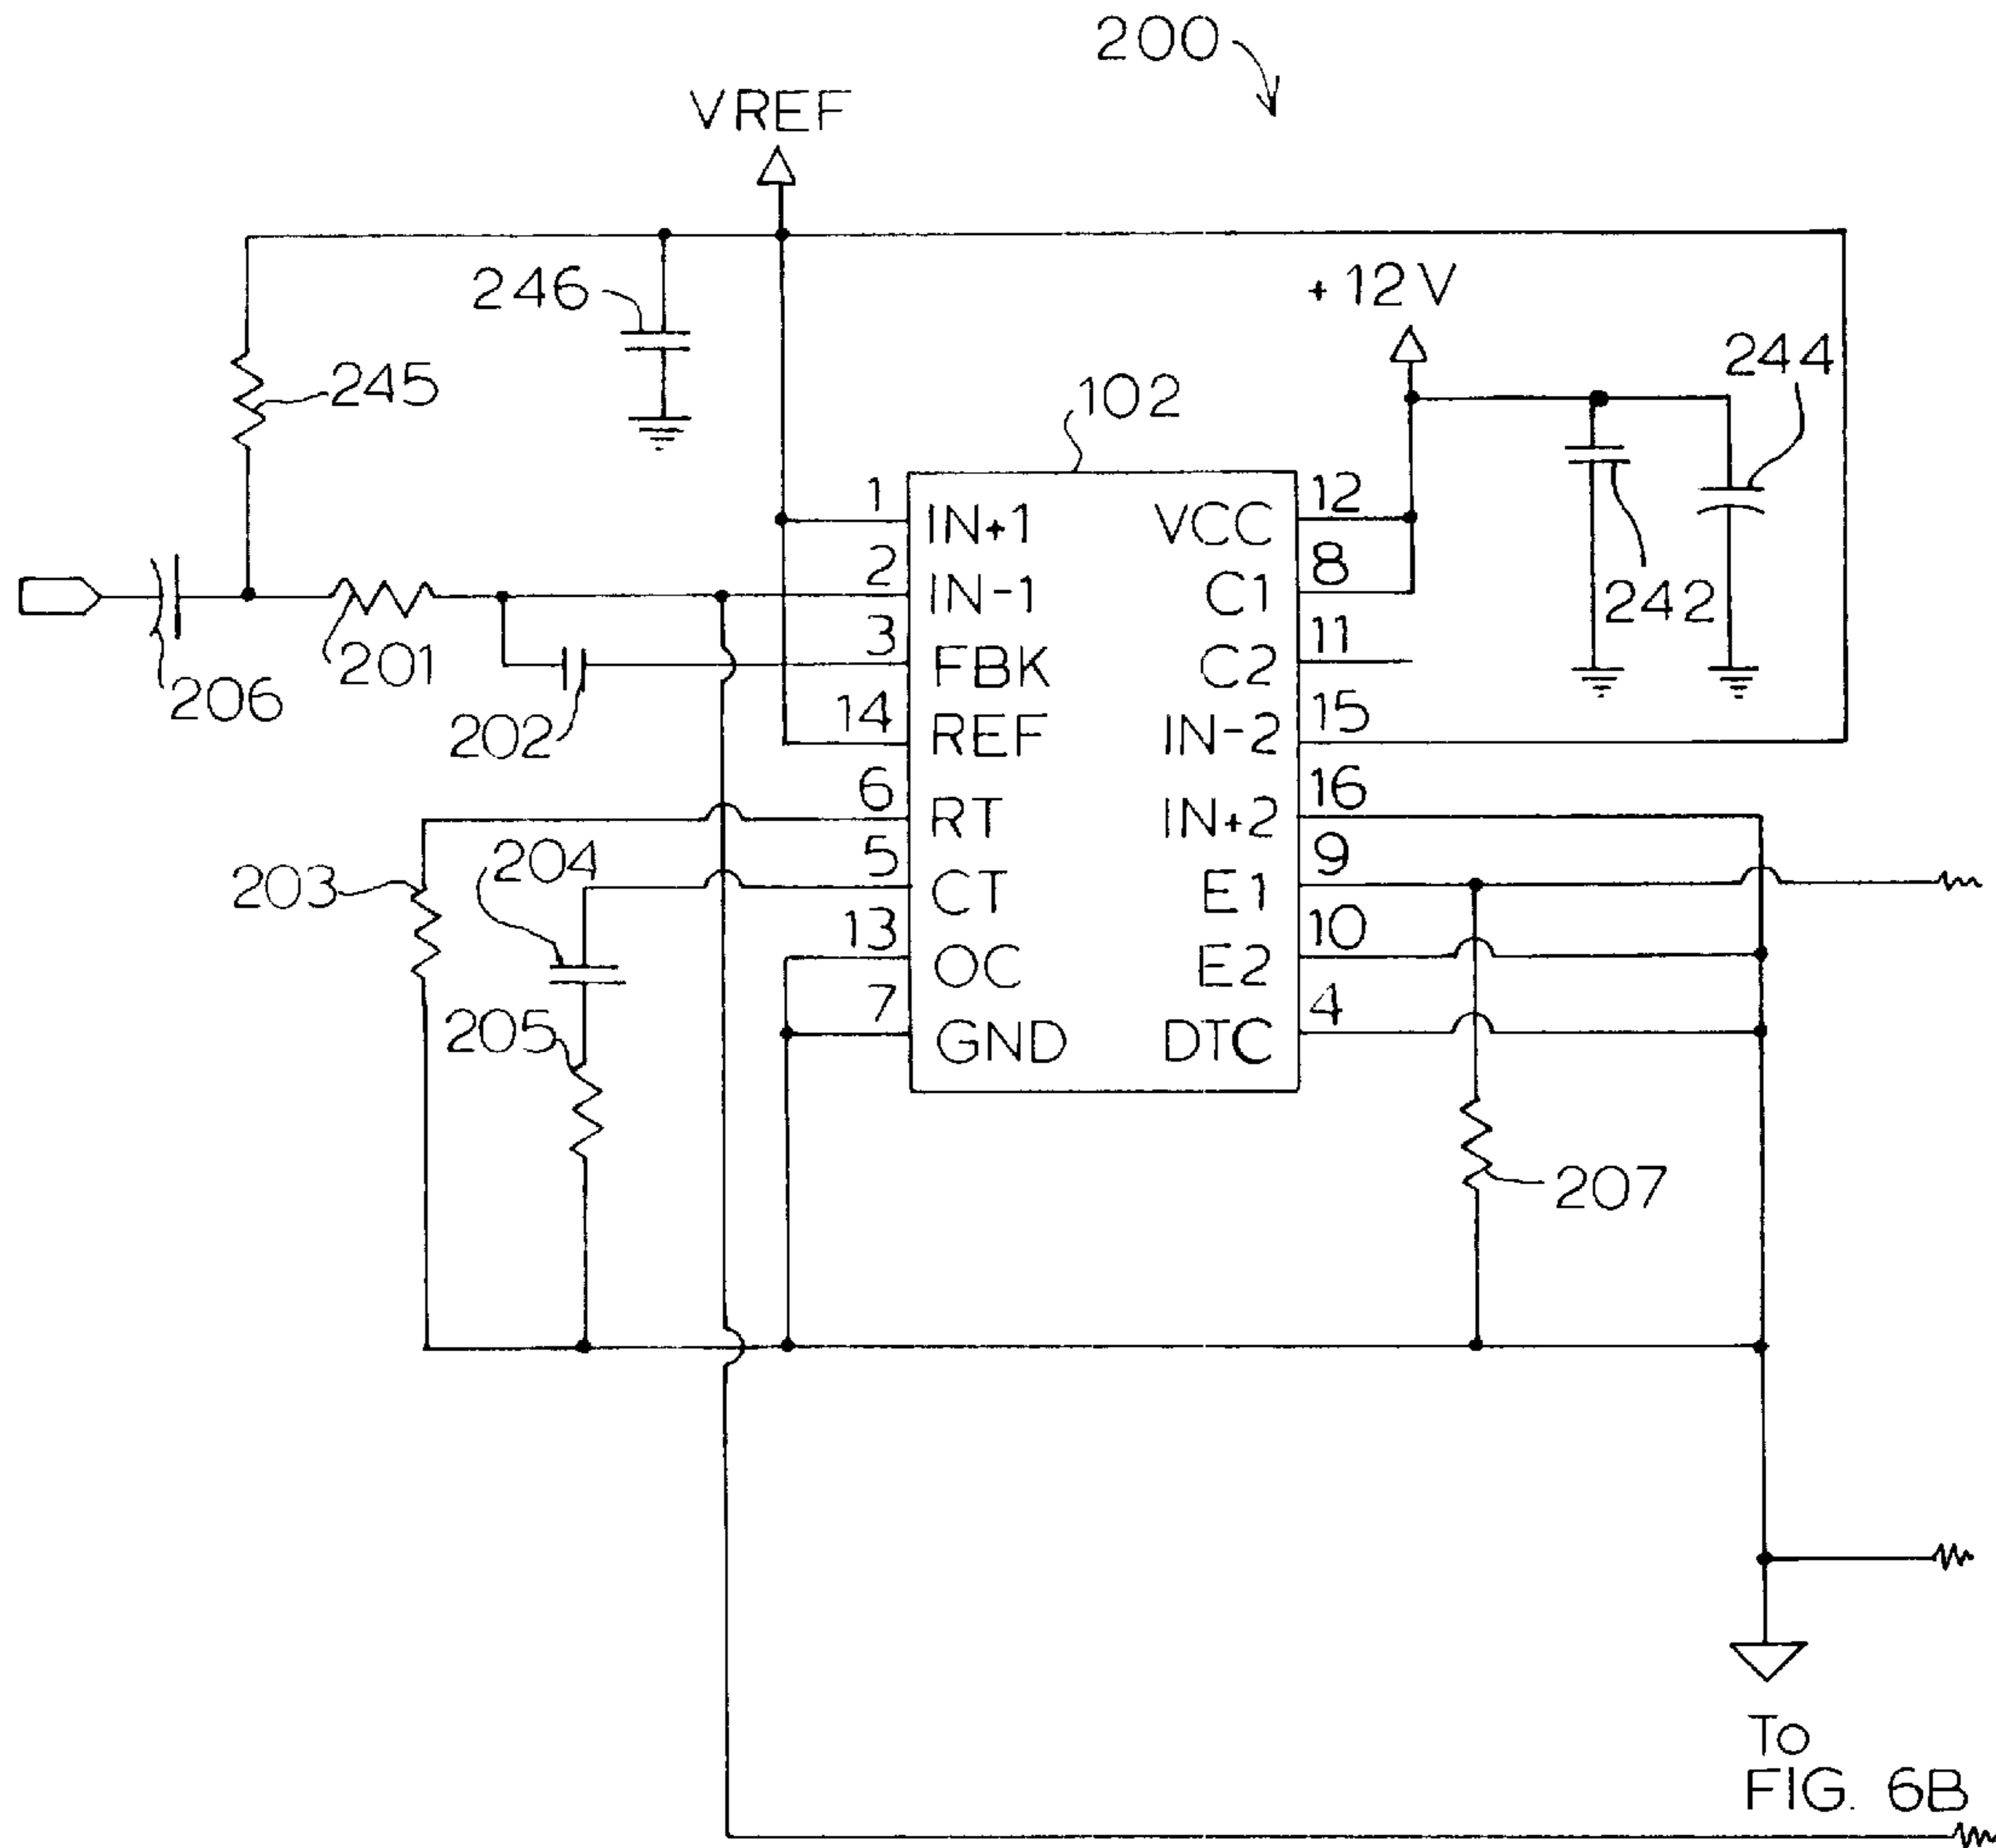 200
VREF
246
+12V
245
244
102
1 IN+1 VCC 12
2 IN-1 C1 8
3 FBK C2 11
14 REF IN-2 15
6 RT IN+2 16
5 CT E1 9
13 OC E2 10
7 GND DTC 4
242
206
201
202
203
204
205
207
To
FIG. 6B